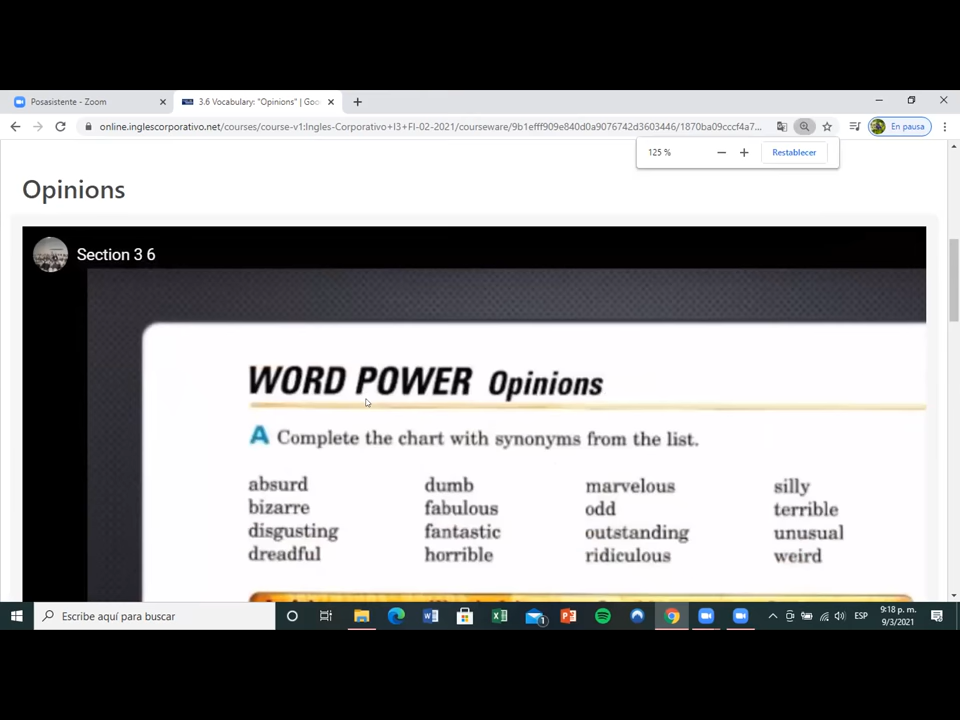 Posasistente - Zoom
3.6 Vocabulary: "Opinions" | Goo
online.inglescorporativo.net/courses/course-v1:Ingles-Corporativo+I3+FI-02-2021/courseware/9b1efff909e840d0a9076742d3603446/1870ba09cccf4a7...
En pausa
125 %
Restablecer
Opinions
Section 3 6
WORD POWER Opinions
A Complete the chart with synonyms from the list.
absurd dumb marvelous silly
bizarre fabulous odd terrible
disgusting fantastic outstanding unusual
dreadful horrible ridiculous weird
Escribe aquí para buscar
1
ESP
9:18 p. m.
9/3/2021